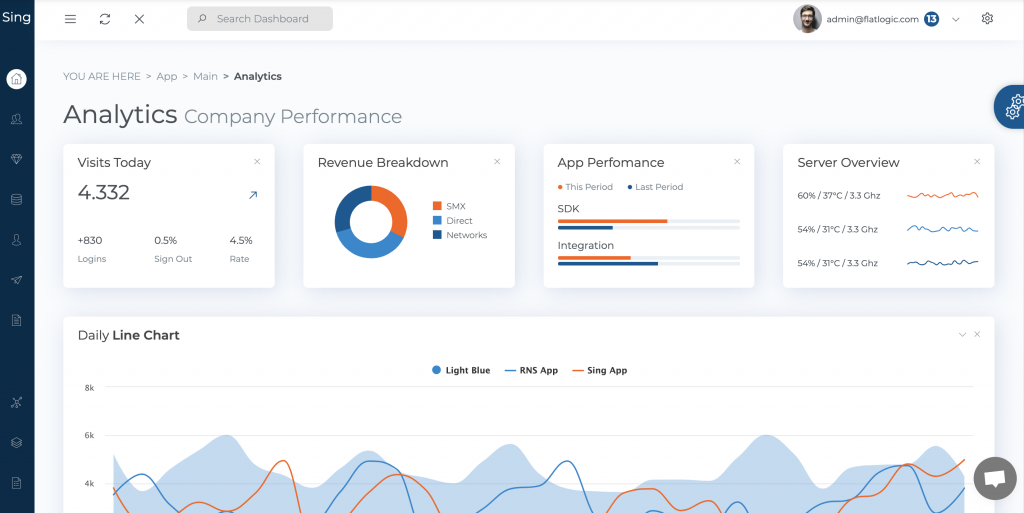 Sing
Search Dashboard
admin@flatlogic.com 13
YOU ARE HERE > App > Main > Analytics
Analytics Company Performance
Visits Today
4.332
+830 0.5% 4.5%
Logins Sign Out Rate
Revenue Breakdown
SMX
Direct
Networks
App Perfomance
This Period Last Period
SDK
Integration
Server Overview
60% / 37°C / 3.3 Ghz
54% / 31°C / 3.3 Ghz
54% / 31°C / 3.3 Ghz
Daily Line Chart
Light Blue RNS App Sing App
8k
6k
4k